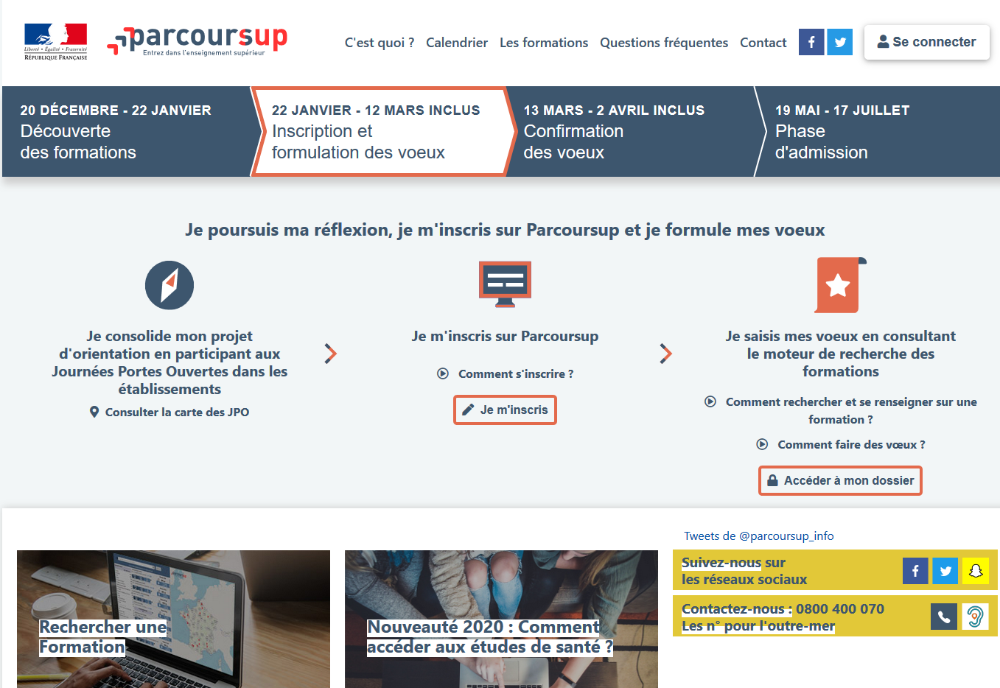 Liberté • Égalité • Fraternité
RÉPUBLIQUE FRANÇAISE
parcoursup
Entrez dans l'enseignement supérieur
C'est quoi ?
Calendrier
Les formations
Questions fréquentes
Contact
Se connecter
20 DÉCEMBRE - 22 JANVIER
Découverte
des formations
22 JANVIER - 12 MARS INCLUS
Inscription et
formulation des voeux
13 MARS - 2 AVRIL INCLUS
Confirmation
des voeux
19 MAI - 17 JUILLET
Phase
d'admission
Je poursuis ma réflexion, je m'inscris sur Parcoursup et je formule mes voeux
Je consolide mon projet
d'orientation en participant aux
Journées Portes Ouvertes dans les
établissements
Consulter la carte des JPO
Je m'inscris sur Parcoursup
Comment s'inscrire ?
Je m'inscris
Je saisis mes voeux en consultant
le moteur de recherche des
formations
Comment rechercher et se renseigner sur une
formation ?
Comment faire des vœux ?
Accéder à mon dossier
Rechercher une
Formation
Nouveauté 2020 : Comment
accéder aux études de santé ?
Tweets de @parcoursup_info
Suivez-nous sur
les réseaux sociaux
Contactez-nous : 0800 400 070
Les n° pour l'outre-mer